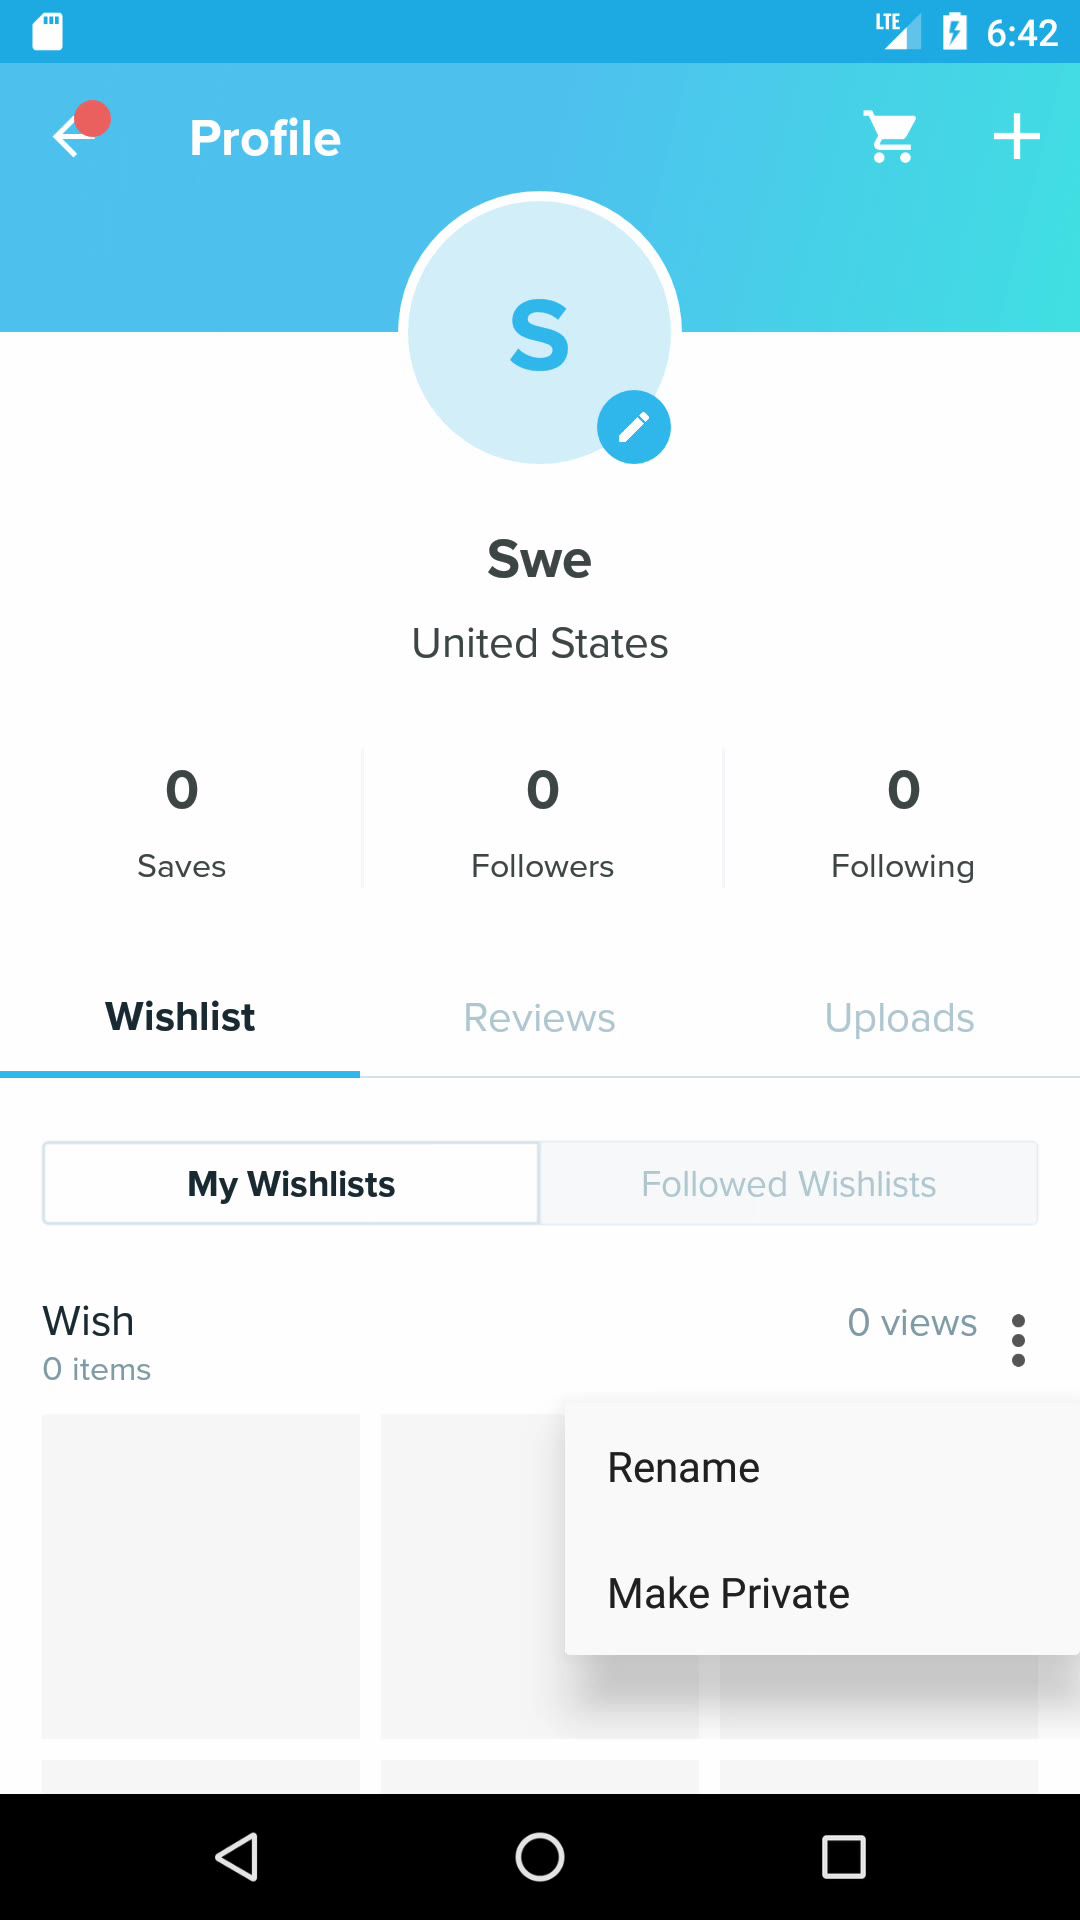 LTE 6:42
Profile
S
Swe
United States
0 0 0
Saves Followers Following
Wishlist Reviews Uploads
My Wishlists Followed Wishlists
Wish 0 views
0 items
Rename
Make Private